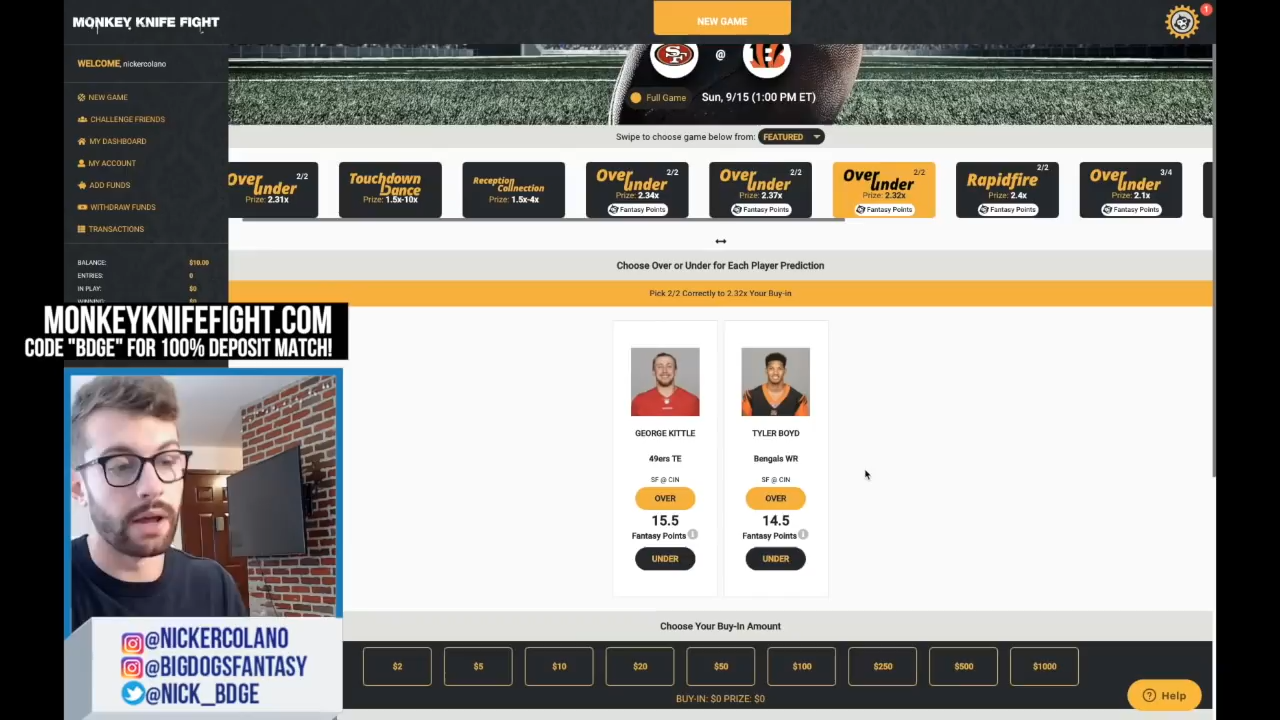 MONKEY KNIFE FIGHT
NEW GAME
1
WELCOME, nickercolano
NEW GAME
CHALLENGE FRIENDS
MY DASHBOARD
MY ACCOUNT
ADD FUNDS
WITHDRAW FUNDS
TRANSACTIONS
BALANCE: $10.00
ENTRIES: 0
IN PLAY: $0
WINNING: $0
SF
@
Full Game Sun, 9/15 (1:00 PM ET)
Swipe to choose game below from: FEATURED
Over under 2/2
Prize: 2.31x
Touchdown Dance
Prize: 1.5x-10x
Reception Connection
Prize: 1.5x-4x
Over under 2/2
Prize: 2.34x
Fantasy Points
Over under 2/2
Prize: 2.37x
Fantasy Points
Over under 2/2
Prize: 2.32x
Fantasy Points
Rapidfire 2/2
Prize: 2.4x
Fantasy Points
Over under 3/4
Prize: 2.1x
Fantasy Points
Choose Over or Under for Each Player Prediction
Pick 2/2 Correctly to 2.32x Your Buy-in
GEORGE KITTLE
49ers TE
SF @ CIN
OVER
15.5
Fantasy Points
UNDER
TYLER BOYD
Bengals WR
SF @ CIN
OVER
14.5
Fantasy Points
UNDER
MONKEYKNIFEFIGHT.COM
CODE "BDGE" FOR 100% DEPOSIT MATCH!
@NICKERCOLANO
@BIGDOGSFANTASY
@NICK_BDGE
Choose Your Buy-In Amount
$2 $5 $10 $20 $50 $100 $250 $500 $1000
BUY-IN: $0 PRIZE: $0
Help